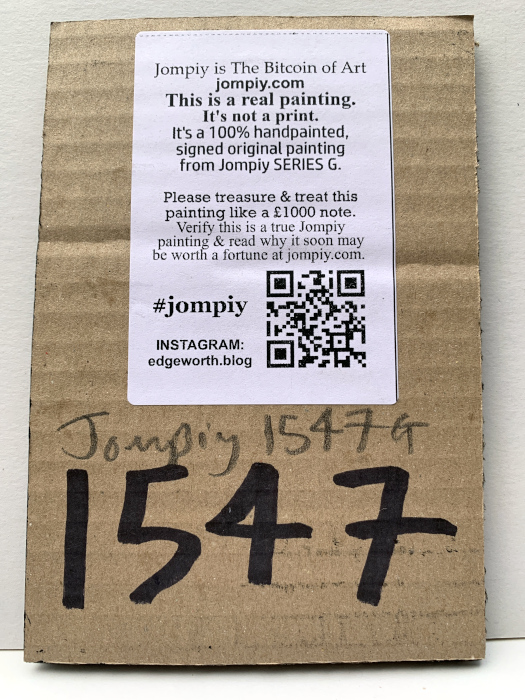 Jompiy is The Bitcoin of Art
jompiy.com
This is a real painting.
It's not a print.
It's a 100% handpainted,
signed original painting
from Jompiy SERIES G.
Please treasure & treat this
painting like a £1000 note.
Verify this is a true Jompiy
painting & read why it soon may
be worth a fortune at jompiy.com.
#jompiy
INSTAGRAM:
edgeworth.blog
Jompiy 1547G
1547